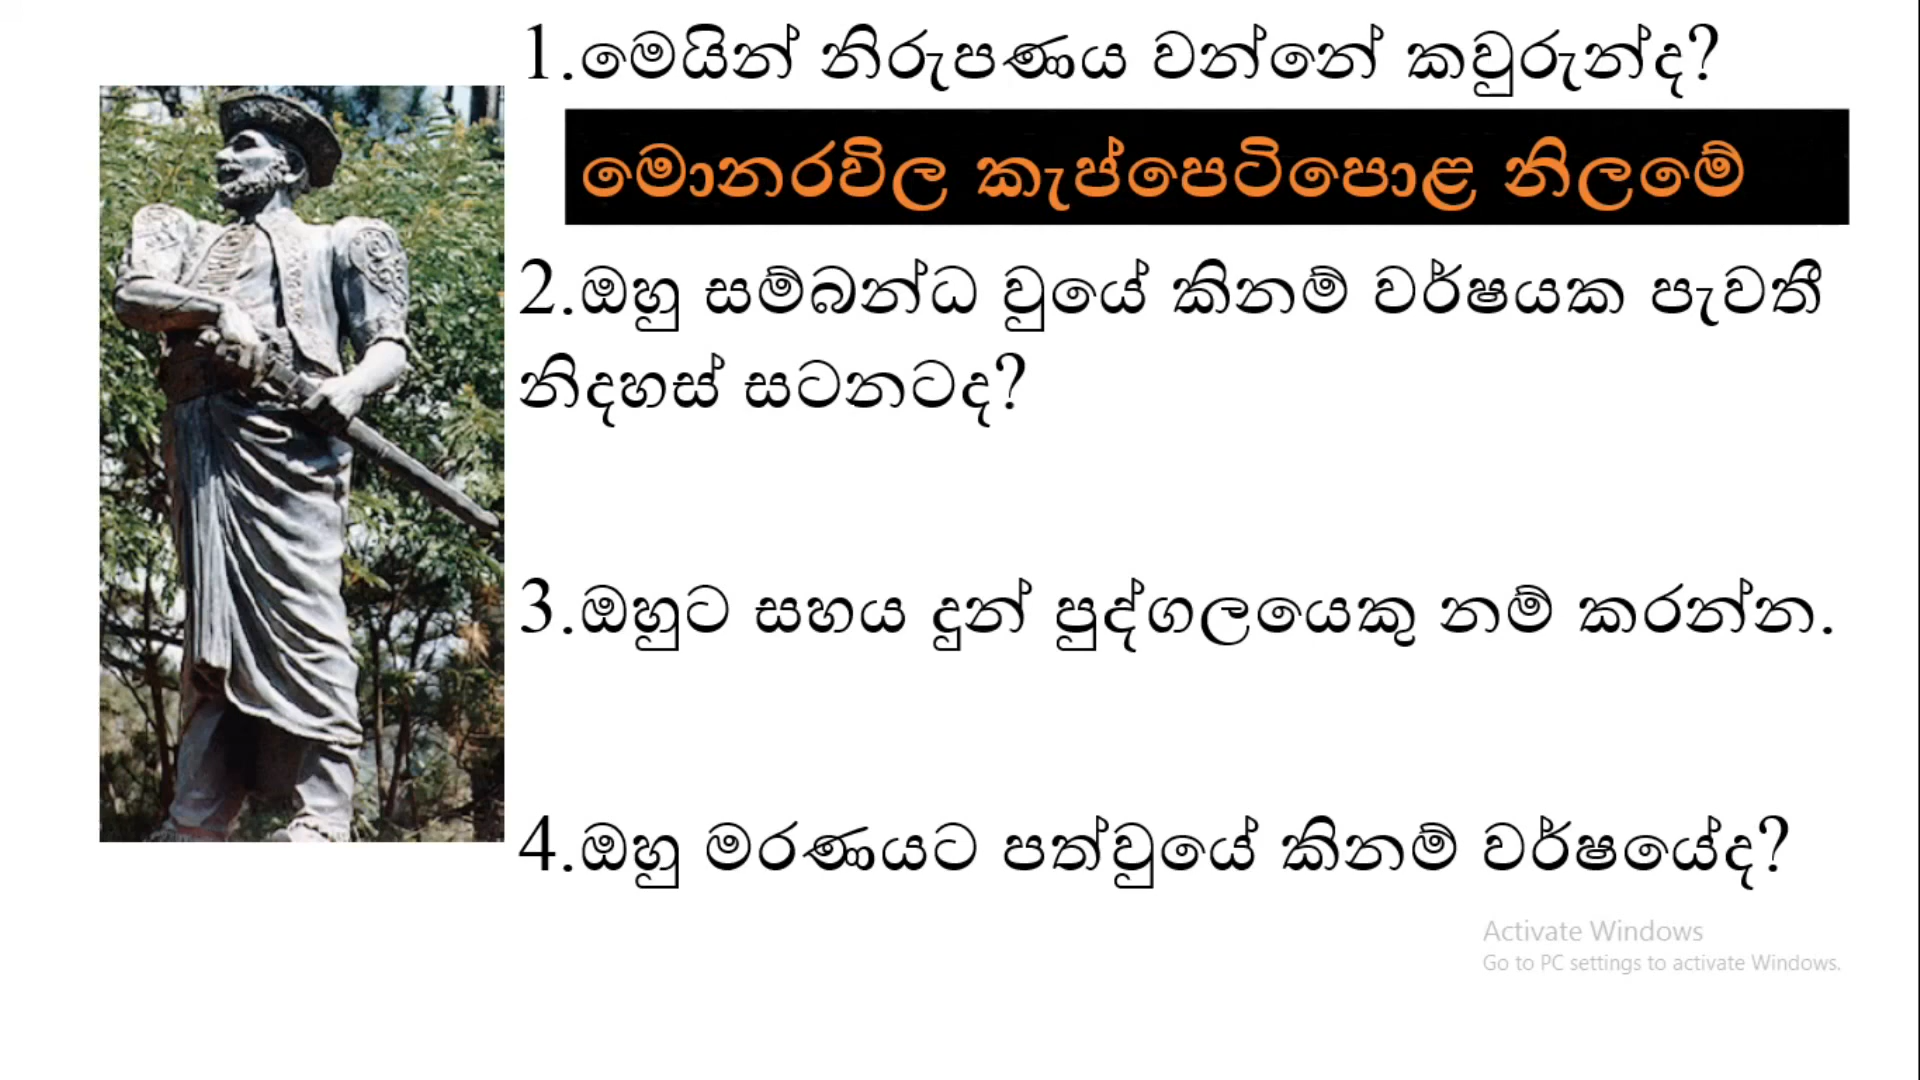 1.මෙයින් නිරුපණය වන්නේ කවුරුන්ද?
මොනරවිල කැප්පෙටිපොළ නිලමේ
2.ඔහු සම්බන්ධ වුයේ කිනම් වර්ෂයක පැවතී
නිදහස් සටනටද?
3.ඔහුට සහය දුන් පුද්ගලයෙකු නම් කරන්න.
4.ඔහු මරණයට පත්වුයේ කිනම් වර්ෂයේද?
Activate Windows
Go to PC settings to activate Windows.